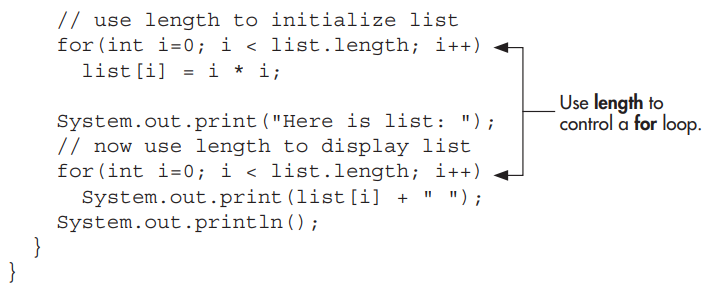 // use length to initialize list
for(int i=0; i < list.length; i++)
list[i] = i * i;
System.out.print("Here is list: ");
// now use length to display list
for(int i=0; i < list.length; i++)
System.out.print(list[i] + " ");
System.out.println();
}
}
Use length to
control a for loop.